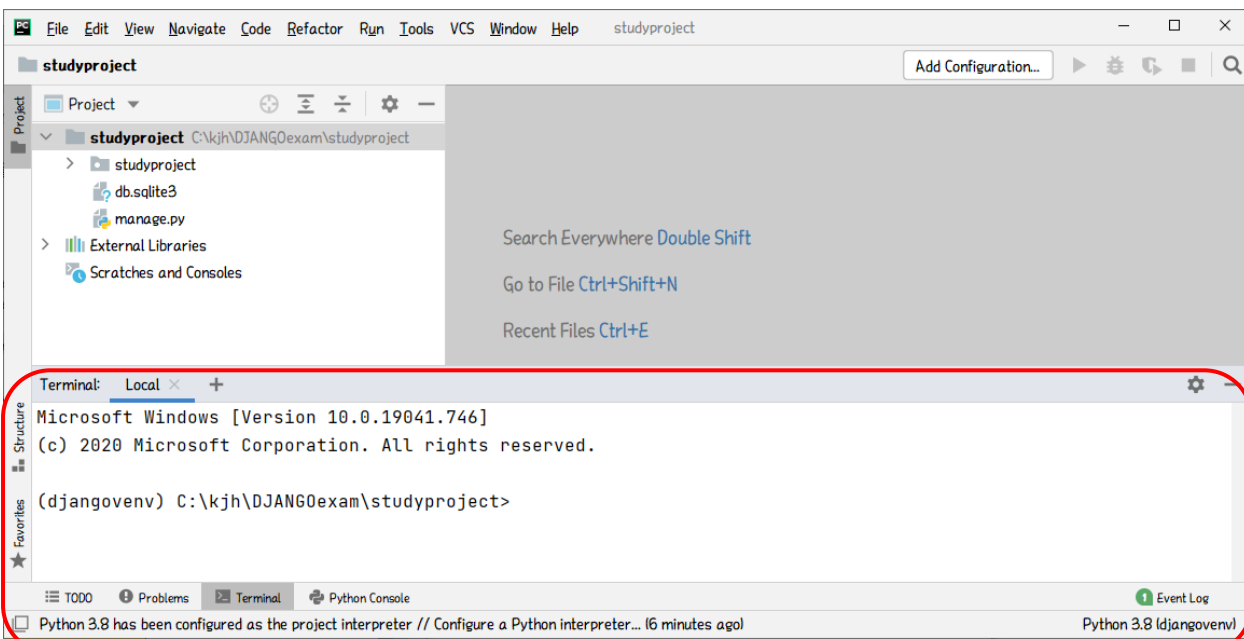 File Edit View Navigate Code Refactor Run Tools VCS Window Help studyproject
studyproject
Add Configuration...
Project
Project
studyproject C:\kjh\DJANGOexam\studyproject
studyproject
db.sqlite3
manage.py
External Libraries
Scratches and Consoles
Search Everywhere Double Shift
Go to File Ctrl+Shift+N
Recent Files Ctrl+E
Terminal: Local
Structure
Favorites
Microsoft Windows [Version 10.0.19041.746]
(c) 2020 Microsoft Corporation. All rights reserved.
(djangovenv) C:\kjh\DJANGOexam\studyproject>
TODO Problems Terminal Python Console 1 Event Log
Python 3.8 has been configured as the project interpreter // Configure a Python interpreter... (6 minutes ago) Python 3.8 (djangovenv)